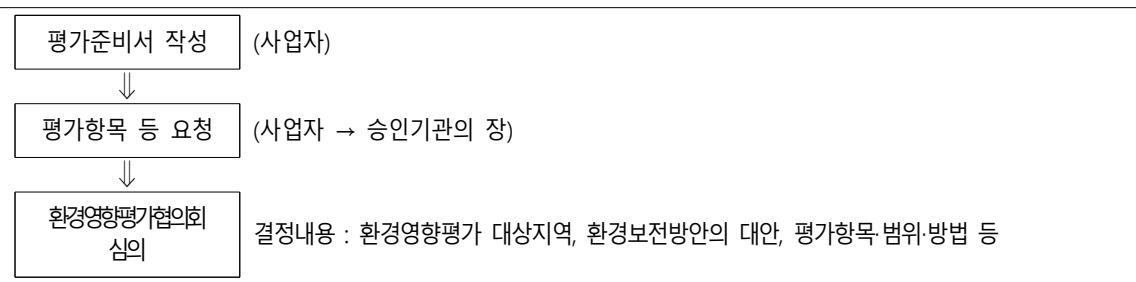 평가준비서 작성 (사업자)
⇓
평가항목 등 요청 (사업자 → 승인기관의 장)
⇓
환경영향평가협의회
심의
결정내용 : 환경영향평가 대상지역, 환경보전방안의 대안, 평가항목·범위·방법 등